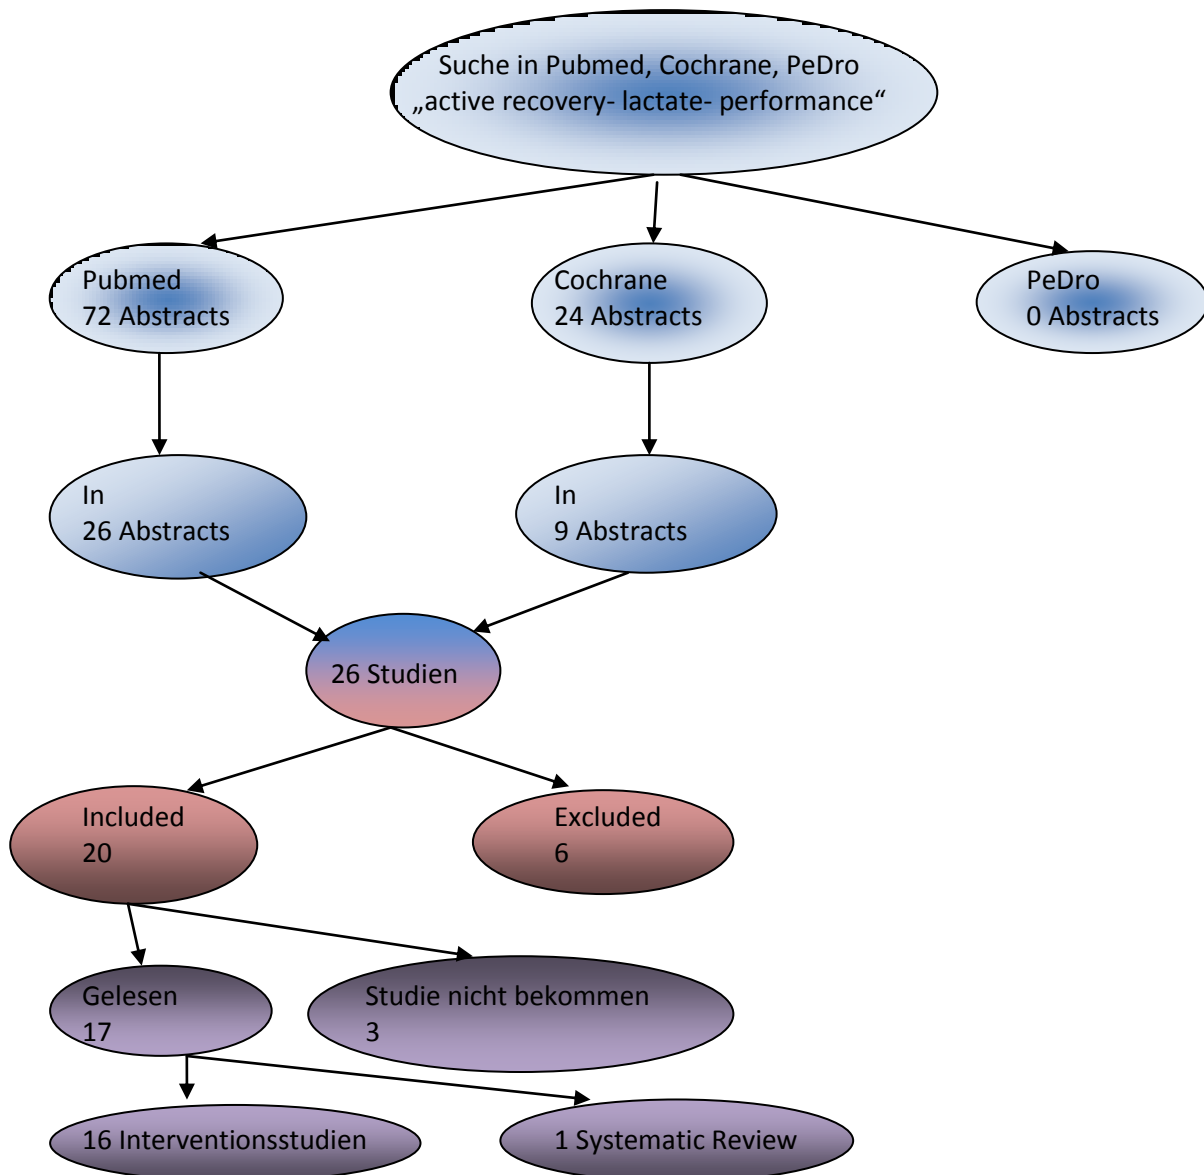 Suche in Pubmed, Cochrane, PeDro
„active recovery- lactate- performance“
Pubmed
72 Abstracts
Cochrane
24 Abstracts
PeDro
0 Abstracts
In
26 Abstracts
In
9 Abstracts
26 Studien
Included
20
Excluded
6
Gelesen
17
Studie nicht bekommen
3
16 Interventionsstudien
1 Systematic Review